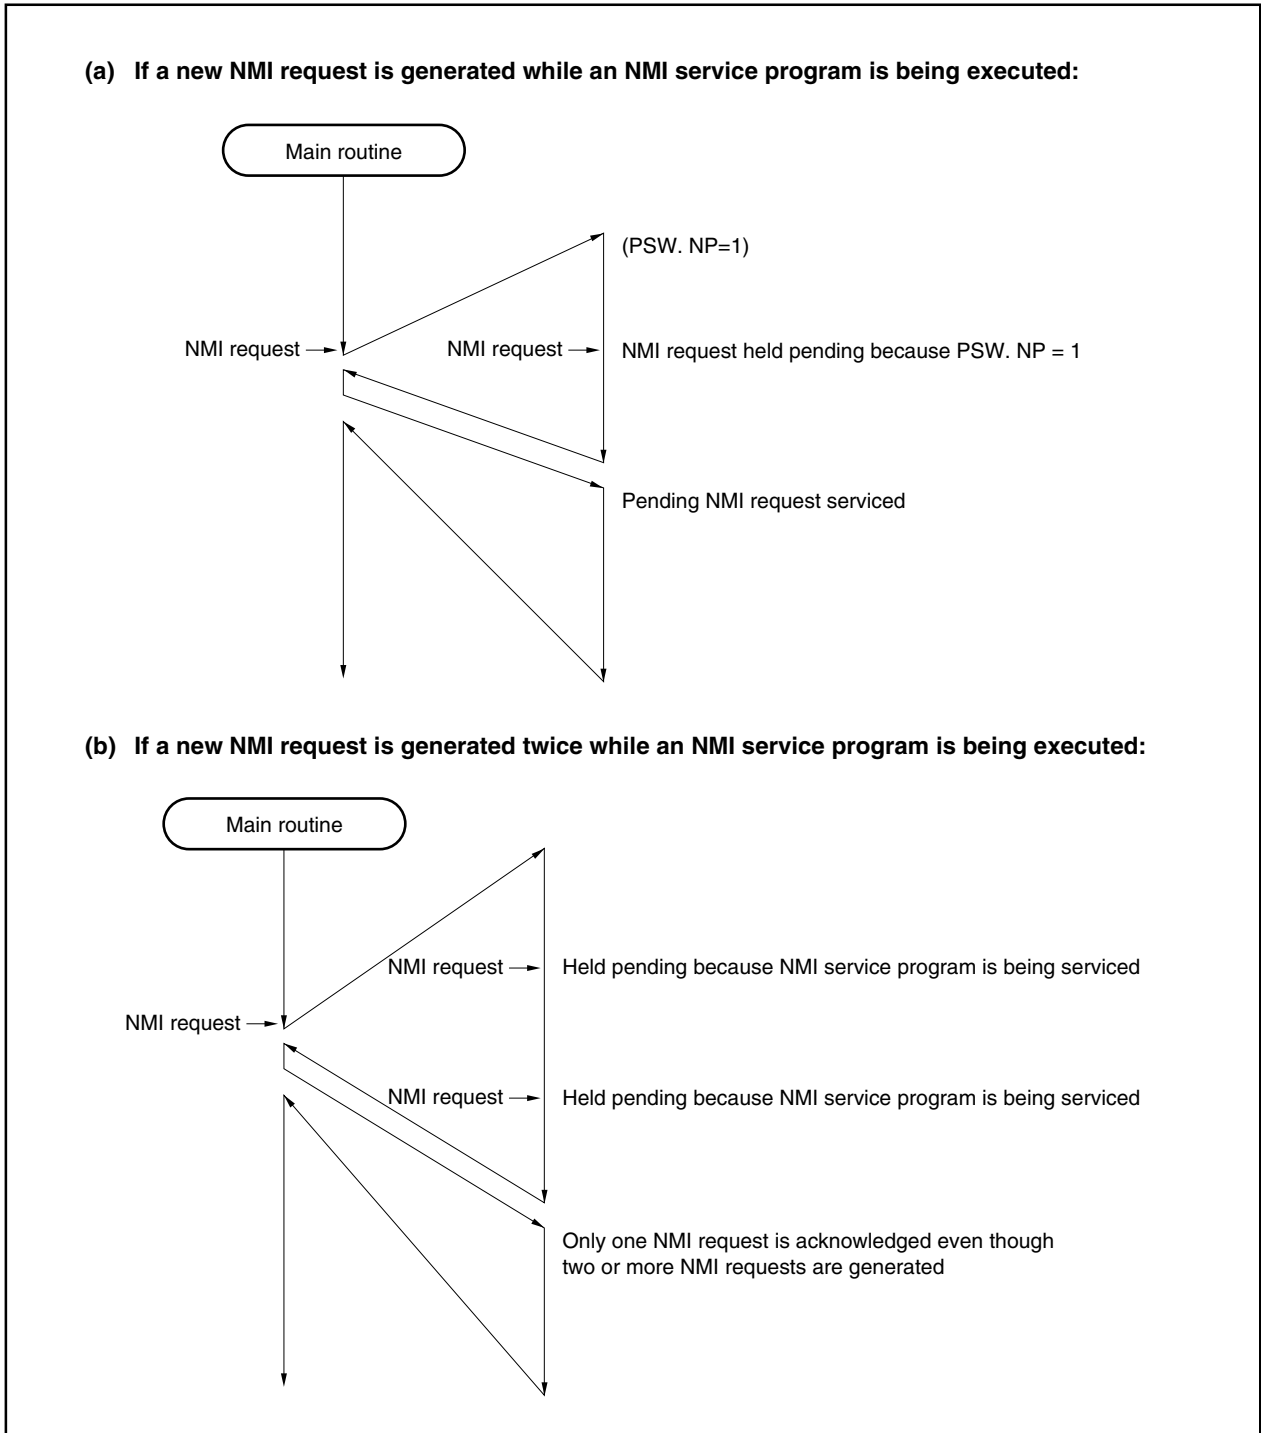 (a) If a new NMI request is generated while an NMI service program is being executed:
Main routine
(PSW. NP=1)
NMI request
NMI request
NMI request held pending because PSW. NP = 1
Pending NMI request serviced
(b) If a new NMI request is generated twice while an NMI service program is being executed:
Main routine
NMI request
Held pending because NMI service program is being serviced
NMI request
NMI request
Held pending because NMI service program is being serviced
Only one NMI request is acknowledged even though
two or more NMI requests are generated